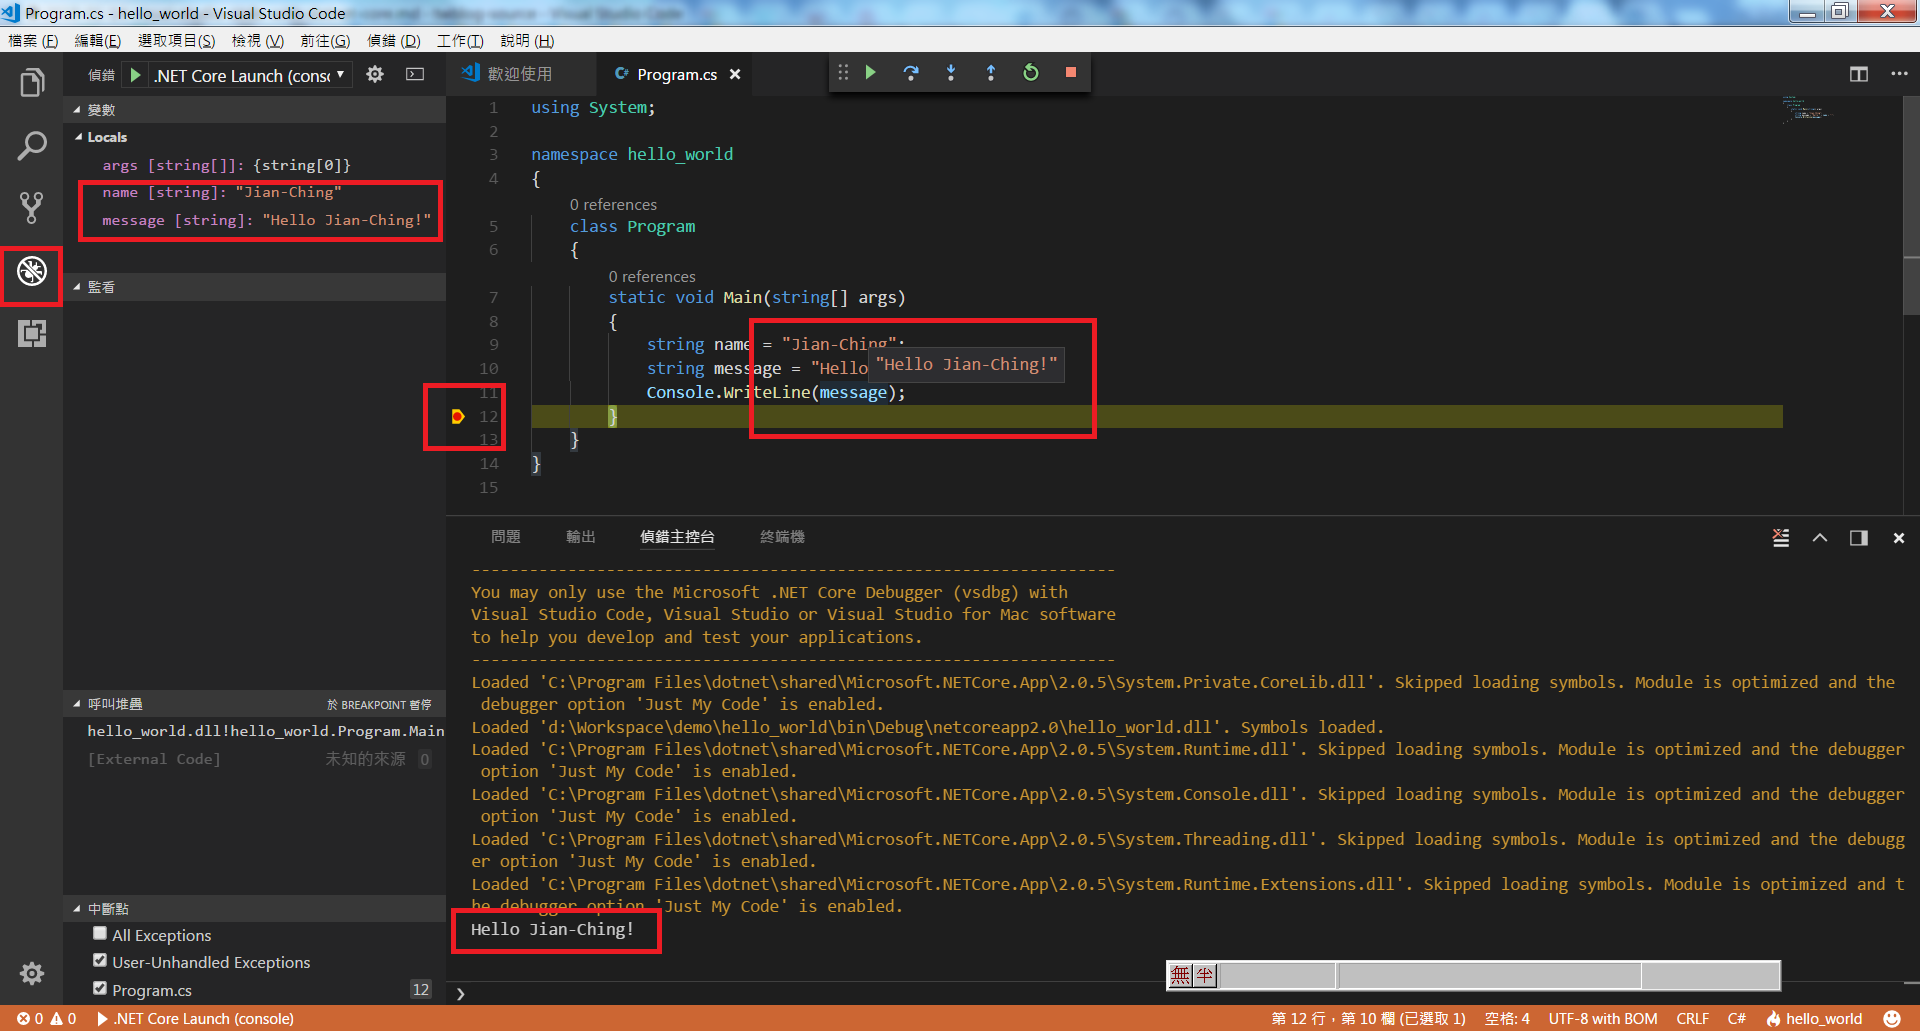 Program.cs - hello_world - Visual Studio Code
檔案 (F) 編輯(E) 選取項目(S) 檢視 (V) 前往(G) 偵錯 (D) 工作(T) 說明 (H)
偵錯 .NET Core Launch (consc
歡迎使用 C# Program.cs
變數
Locals
args [string[]]: {string[0]}
name [string]: "Jian-Ching"
message [string]: "Hello Jian-Ching!"
監看
呼叫堆疊 於 BREAKPOINT 暫停
hello_world.dll!hello_world.Program.Main
[External Code] 未知的來源 0
中斷點
All Exceptions
User-Unhandled Exceptions
Program.cs 12
1 using System;
2
3 namespace hello_world
4 {
0 references
5 class Program
6 {
0 references
7 static void Main(string[] args)
8 {
9 string name = "Jian-Ching";
10 string message = "Hello
"Hello Jian-Ching!"
11 Console.WriteLine(message);
12 }
13 }
14 }
15
問題 輸出 偵錯主控台 終端機
-------------------------------------------------------------------
You may only use the Microsoft .NET Core Debugger (vsdbg) with
Visual Studio Code, Visual Studio or Visual Studio for Mac software
to help you develop and test your applications.
-------------------------------------------------------------------
Loaded 'C:\Program Files\dotnet\shared\Microsoft.NETCore.App\2.0.5\System.Private.CoreLib.dll'. Skipped loading symbols. Module is optimized and the
debugger option 'Just My Code' is enabled.
Loaded 'd:\Workspace\demo\hello_world\bin\Debug\netcoreapp2.0\hello_world.dll'. Symbols loaded.
Loaded 'C:\Program Files\dotnet\shared\Microsoft.NETCore.App\2.0.5\System.Runtime.dll'. Skipped loading symbols. Module is optimized and the debugger
option 'Just My Code' is enabled.
Loaded 'C:\Program Files\dotnet\shared\Microsoft.NETCore.App\2.0.5\System.Console.dll'. Skipped loading symbols. Module is optimized and the debugger
option 'Just My Code' is enabled.
Loaded 'C:\Program Files\dotnet\shared\Microsoft.NETCore.App\2.0.5\System.Threading.dll'. Skipped loading symbols. Module is optimized and the debugg
er option 'Just My Code' is enabled.
Loaded 'C:\Program Files\dotnet\shared\Microsoft.NETCore.App\2.0.5\System.Runtime.Extensions.dll'. Skipped loading symbols. Module is optimized and t
he debugger option 'Just My Code' is enabled.
Hello Jian-Ching!
無 半
0 0 .NET Core Launch (console) 第 12 行，第 10 欄 (已選取 1) 空格: 4 UTF-8 with BOM CRLF C# hello_world